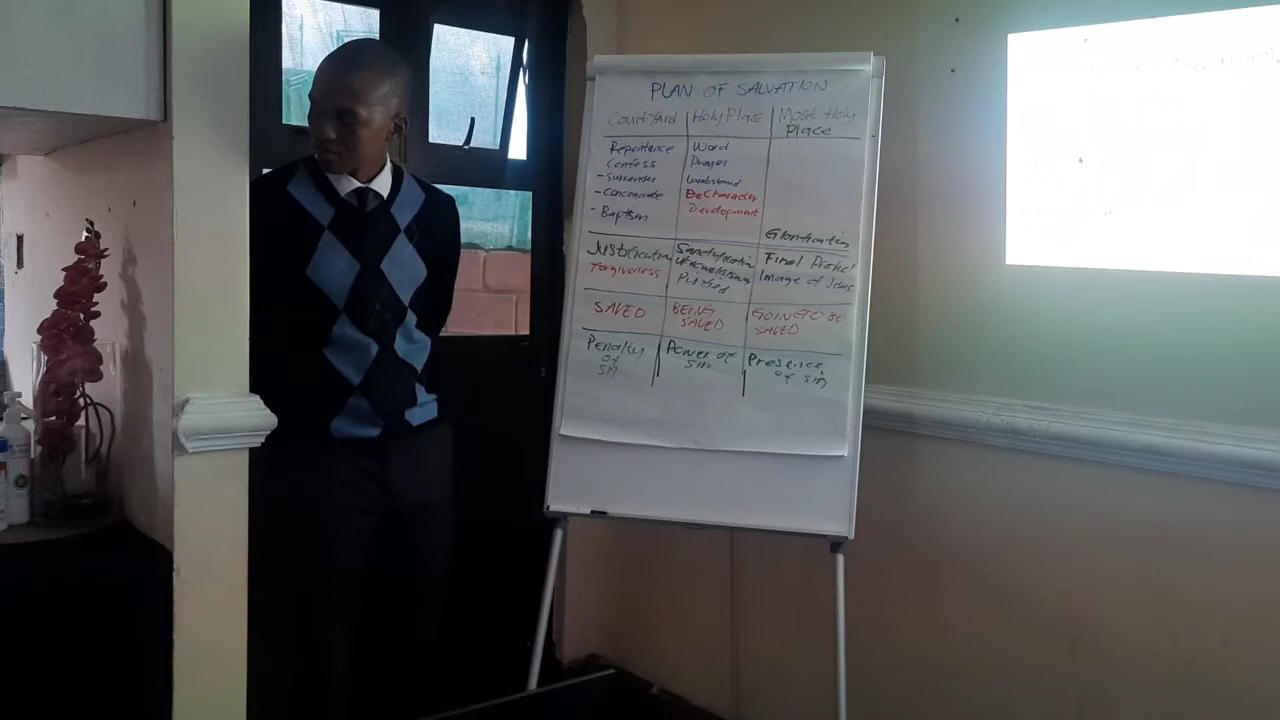 PLAN OF SALVATION
Courtyard Holy Place Most Holy
Place
Repentance Word
Confess Prayer
- Surrender
- Concencrate Be Character
- Baptism Development
Glorification
Justification Final
Forgiveness Image of Jesus
SAVED BEING GOING TO BE
SAVED SAVED
Penalty Power of Presence
of sin of sin
sin